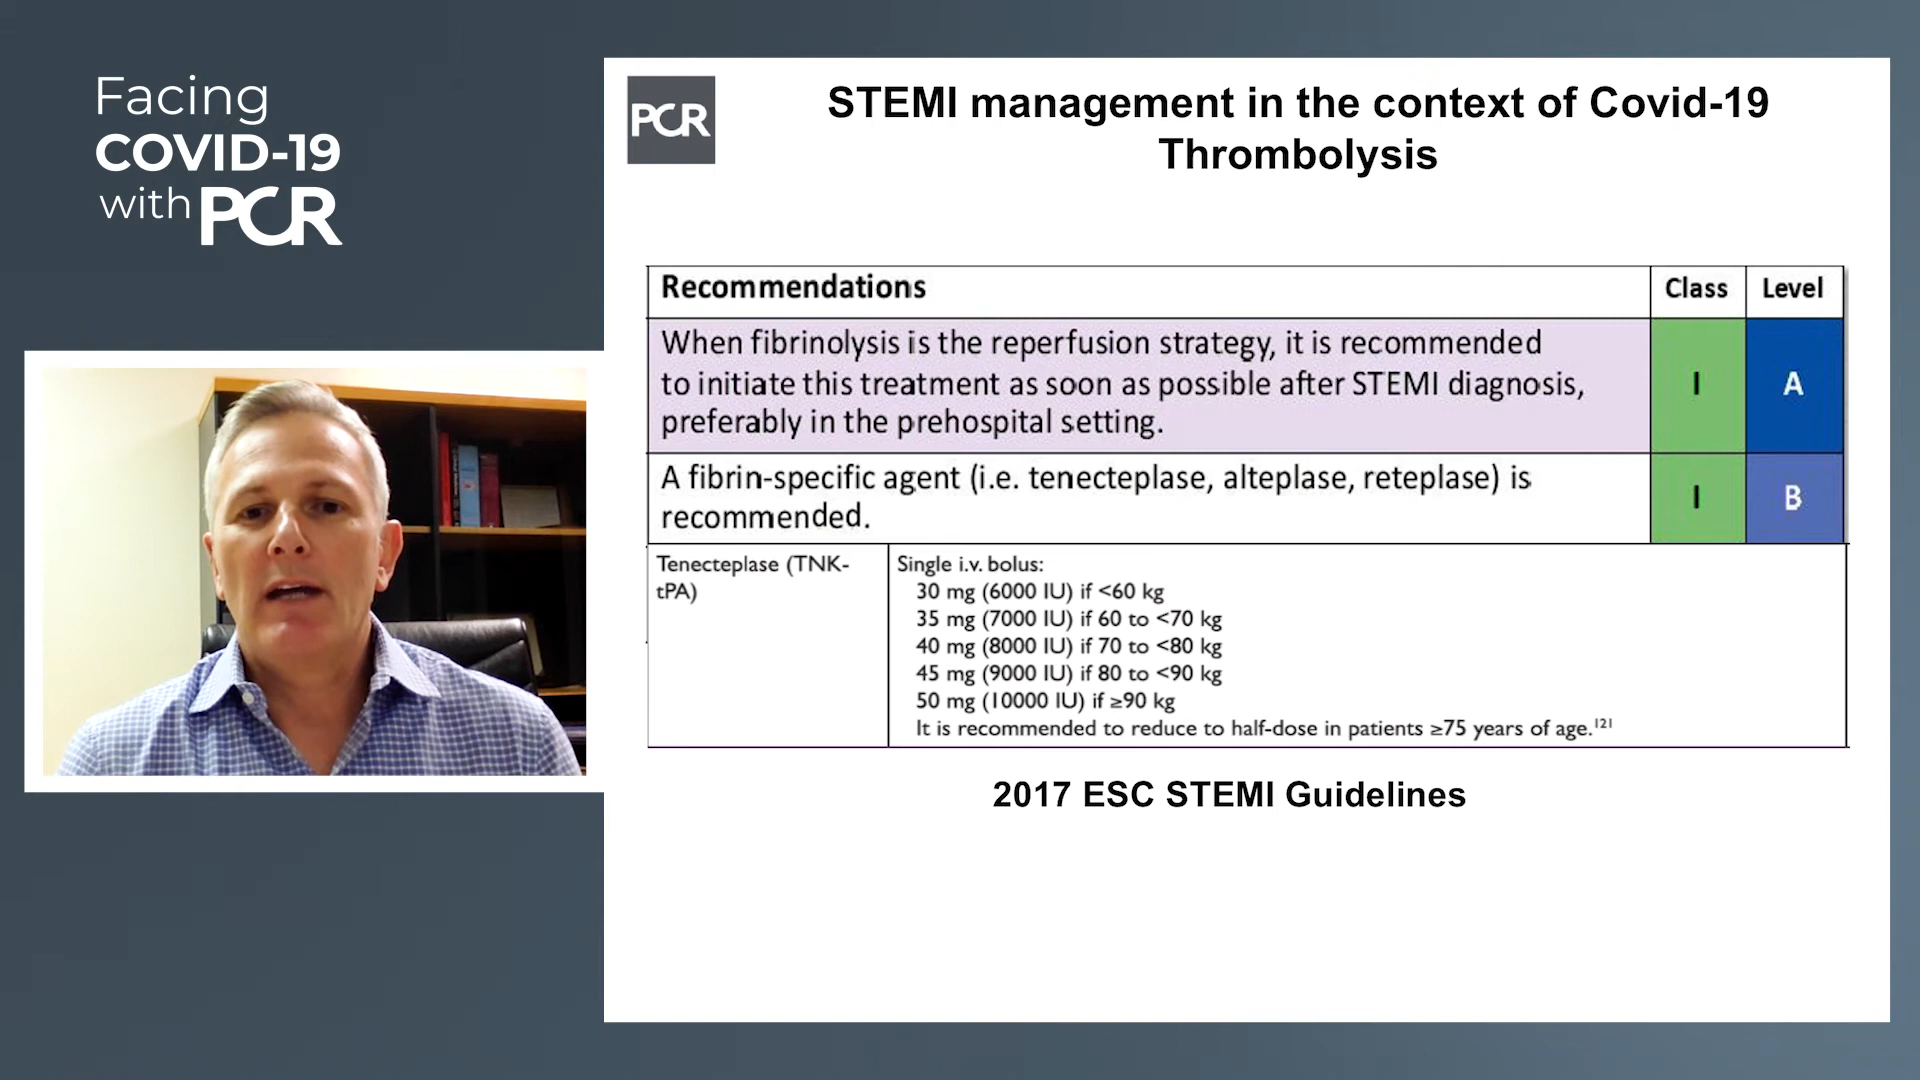 Facing
COVID-19
with PCR
PCR
STEMI management in the context of Covid-19
Thrombolysis
Recommendations Class Level
When fibrinolysis is the reperfusion strategy, it is recommended
to initiate this treatment as soon as possible after STEMI diagnosis,
preferably in the prehospital setting.
I A
A fibrin-specific agent (i.e. tenecteplase, alteplase, reteplase) is
recommended.
I B
Tenecteplase (TNK-
tPA)
Single i.v. bolus:
30 mg (6000 IU) if <60 kg
35 mg (7000 IU) if 60 to <70 kg
40 mg (8000 IU) if 70 to <80 kg
45 mg (9000 IU) if 80 to <90 kg
50 mg (10000 IU) if ≥90 kg
It is recommended to reduce to half-dose in patients ≥75 years of age.¹²¹
2017 ESC STEMI Guidelines